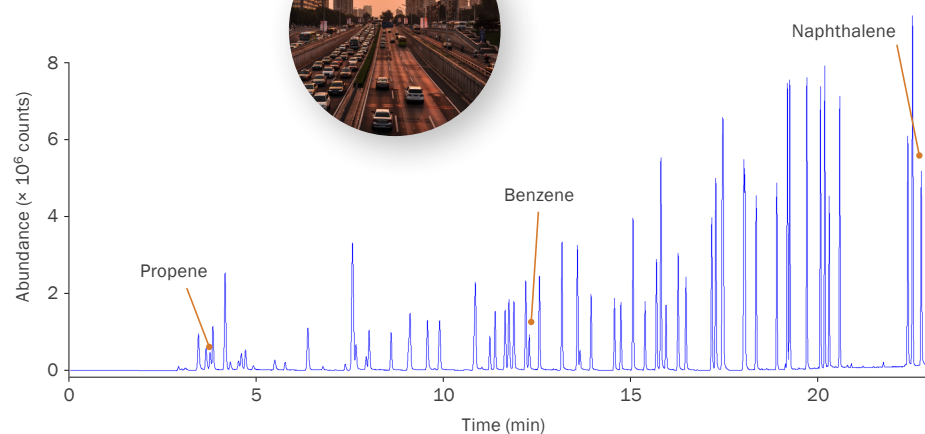 Naphthalene
8
6
4
2
0
Abundance (× 10⁶ counts)
Benzene
Propene
0 5 10 15 20
Time (min)